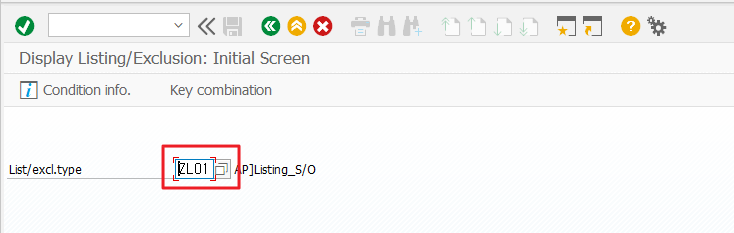 Display Listing/Exclusion: Initial Screen
Condition info. Key combination
List/excl.type ZL01 AP]Listing_S/O